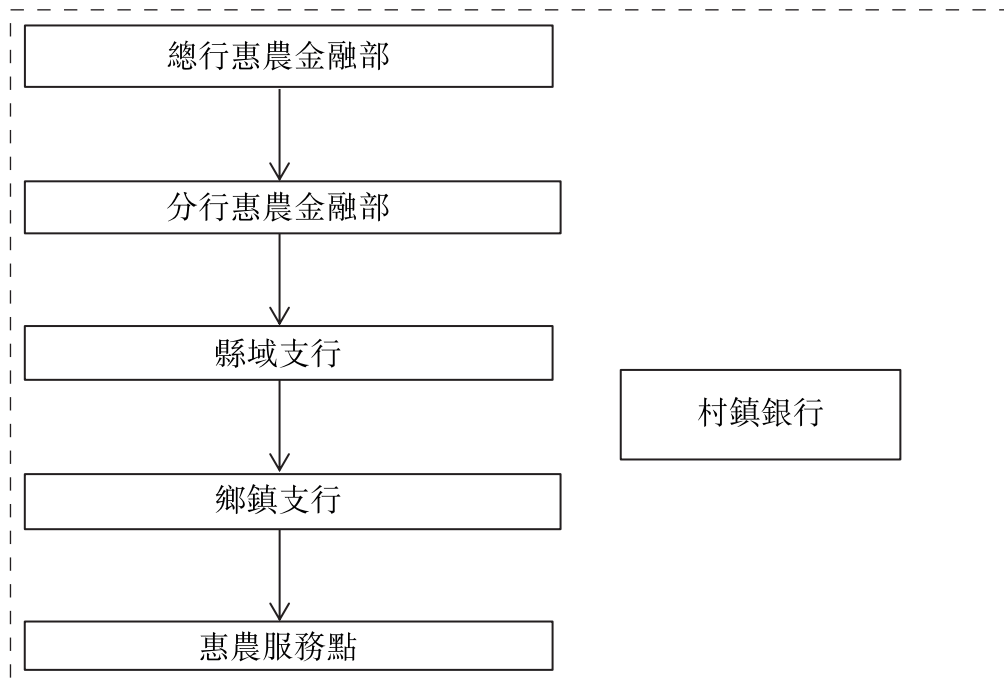 總行惠農金融部
分行惠農金融部
縣域支行
村鎮銀行
鄉鎮支行
惠農服務點